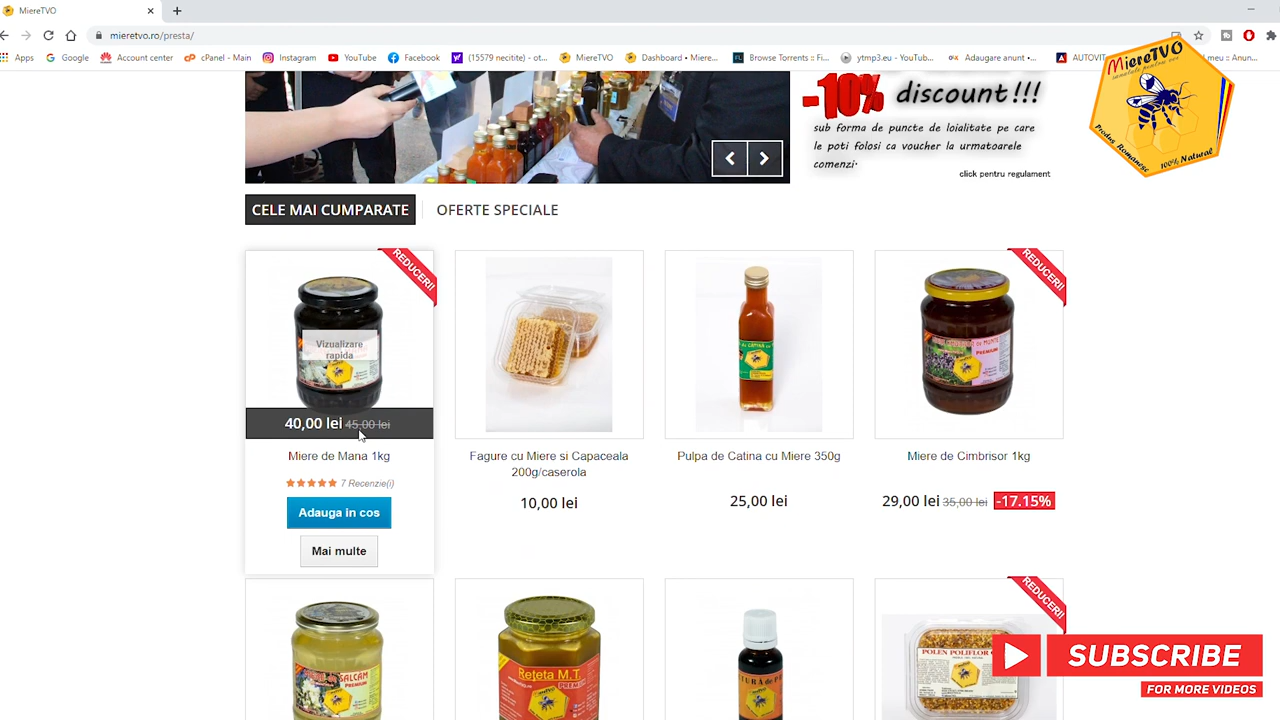 MiereTVO
mieretvo.ro/presta/
Apps
Google
Account center
cPanel - Main
Instagram
YouTube
Facebook
(15579 necitite) - ot...
MiereTVO
Dashboard • Miere...
Browse Torrents :: Fi...
ytmp3.eu - YouTub...
Adaugare anunt •...
MiereTVO
Produs Romanesc
100% Natural
-10% discount!!!
sub forma de puncte de loialitate pe care
le poti folosi ca voucher la urmatoarele
comenzi.
click pentru regulament
CELE MAI CUMPARATE
OFERTE SPECIALE
REDUCERI!
REDUCERI!
Vizualizare
rapida
PREMIUM
40,00 lei 45,00 lei
Miere de Mana 1kg
Fagure cu Miere si Capaceala
200g/caserola
Pulpa de Catina cu Miere 350g
Miere de Cimbrisor 1kg
7 Recenzie(i)
10,00 lei
25,00 lei
29,00 lei 35,00 lei -17.15%
Adauga in cos
Mai multe
REDUCERI!
SALCAM
PREMIUM
Reteta M.T.
POLEN POLIFLOR
SUBSCRIBE
FOR MORE VIDEOS